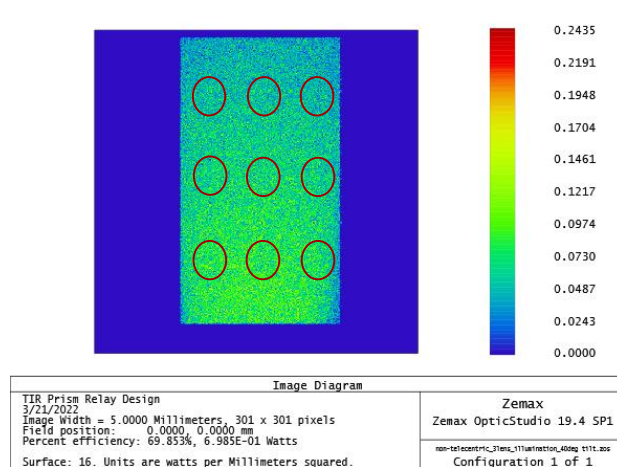 0.2435
0.2191
0.1948
0.1704
0.1461
0.1217
0.0974
0.0730
0.0487
0.0243
0.0000
Image Diagram
TIR Prism Relay Design
3/21/2022
Image Width = 5.0000 Millimeters, 301 x 301 pixels
Field position: 0.0000, 0.0000 mm
Percent efficiency: 69.853%, 6.985E-01 Watts
Surface: 16. Units are watts per Millimeters squared.
Zemax
Zemax OpticStudio 19.4 SP1
non-telecentric_3lens_illumination_40deg tilt.zos
Configuration 1 of 1